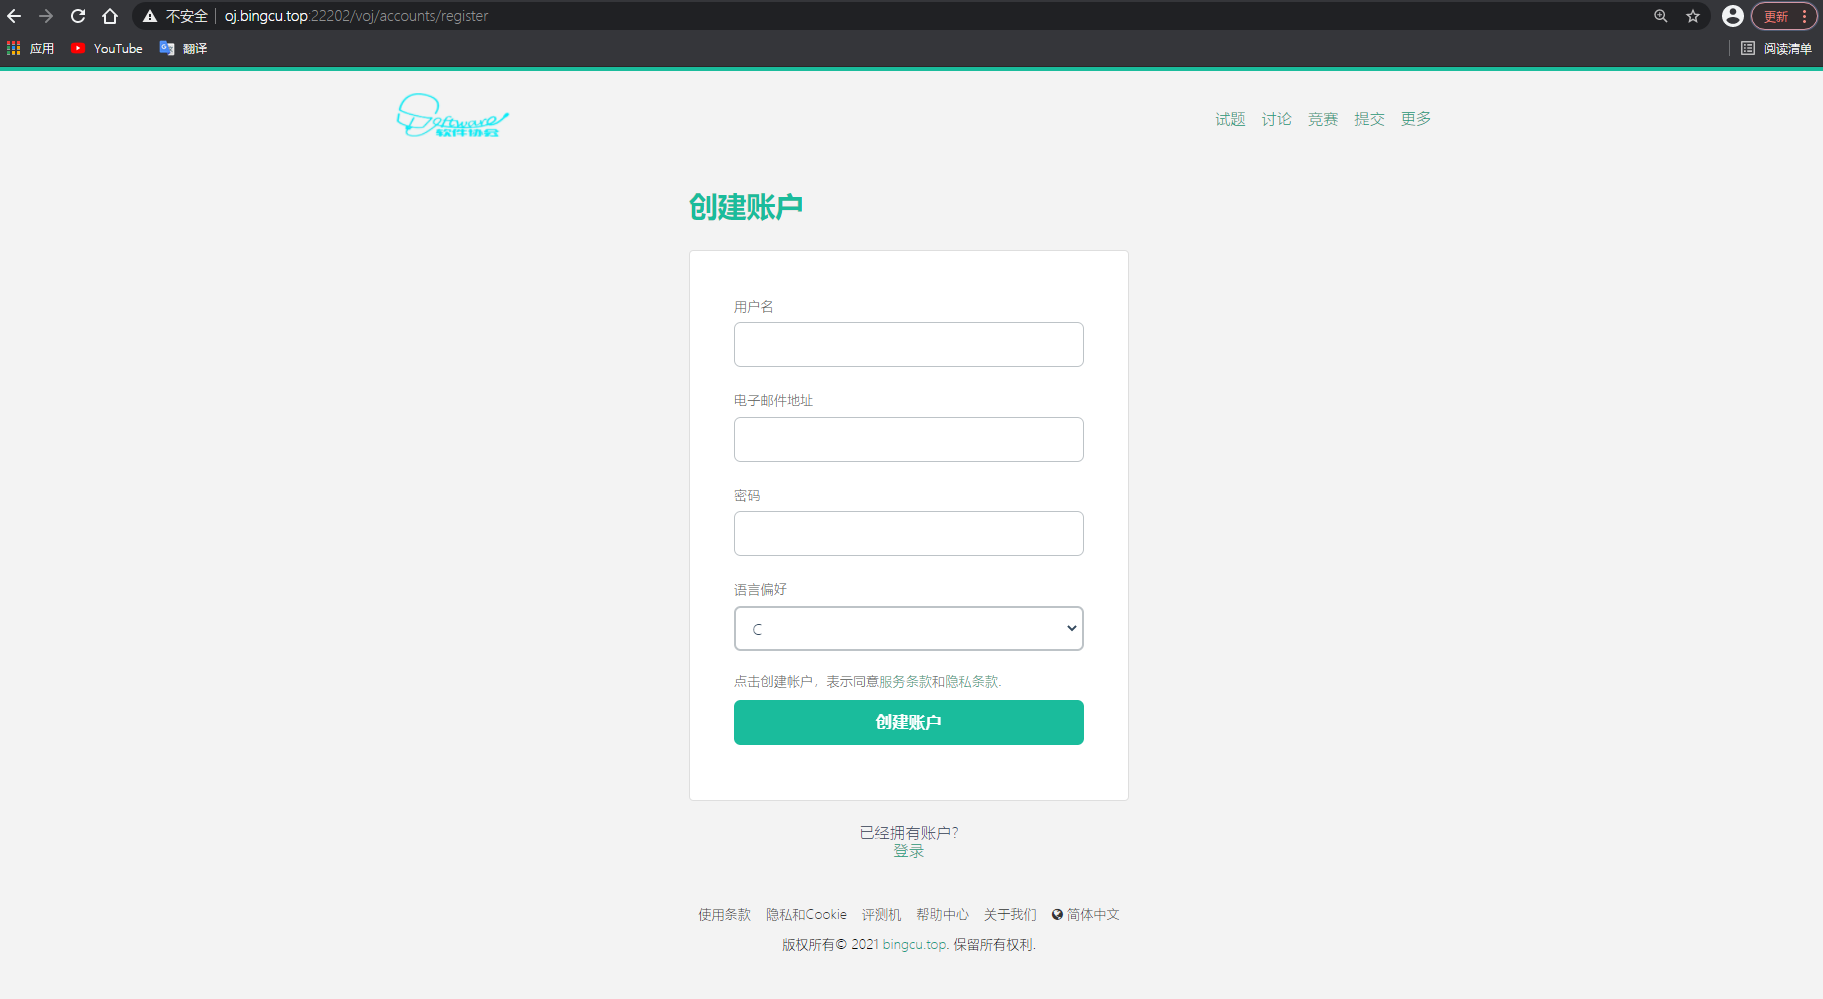 不安全 oj.bingcu.top:22202/voj/accounts/register 更新
应用 YouTube 翻译 阅读清单
Software
软件协会
试题 讨论 竞赛 提交 更多
创建账户
用户名
电子邮件地址
密码
语言偏好
C
点击创建帐户，表示同意服务条款和隐私条款.
创建账户
已经拥有账户?
登录
使用条款 隐私和Cookie 评测机 帮助中心 关于我们 简体中文
版权所有© 2021 bingcu.top. 保留所有权利.